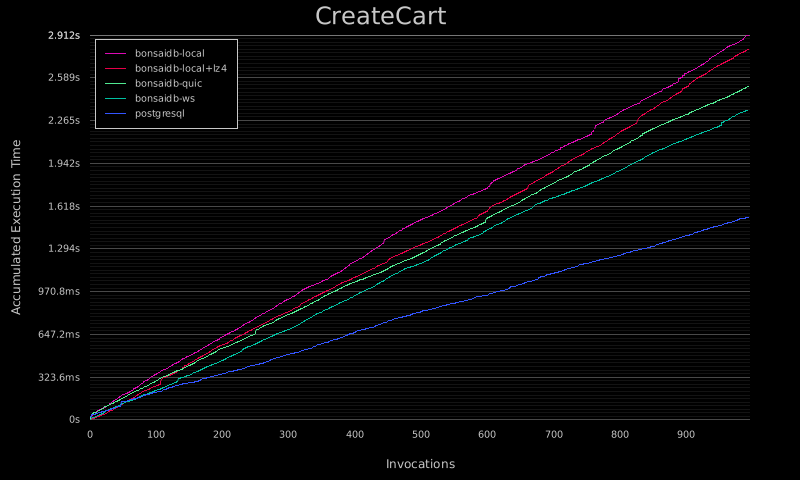 CreateCart
2.912s
2.589s
2.265s
1.942s
1.618s
1.294s
970.8ms
647.2ms
323.6ms
0s
Accumulated Execution Time
bonsaidb-local
bonsaidb-local+lz4
bonsaidb-quic
bonsaidb-ws
postgresql
0 100 200 300 400 500 600 700 800 900
Invocations